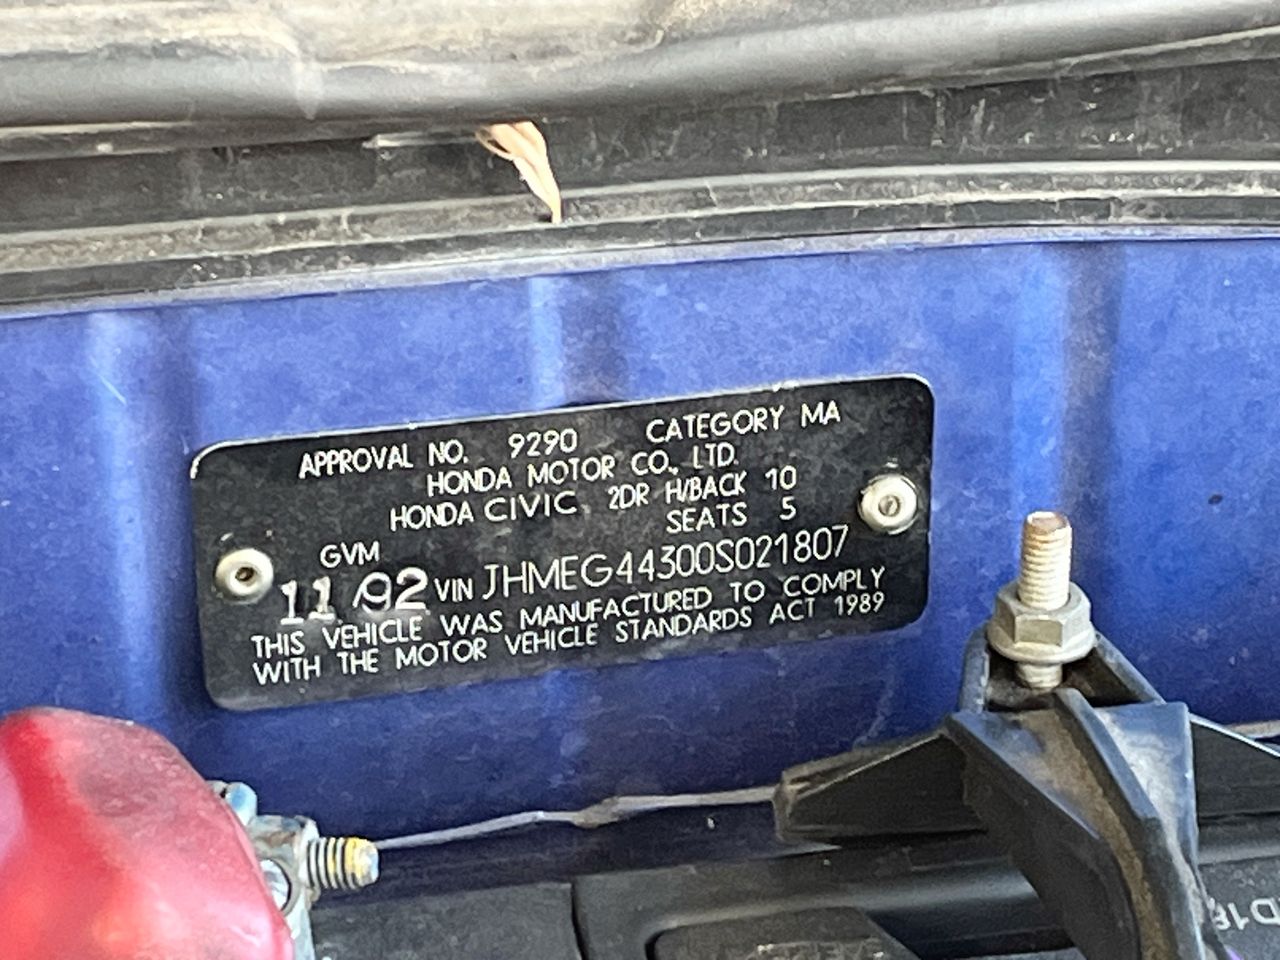 APPROVAL NO. 9290 CATEGORY MA
HONDA MOTOR CO., LTD.
HONDA CIVIC 2DR H/BACK 10
SEATS 5
GVM
11/92 VIN JHMEG44300S021807
THIS VEHICLE WAS MANUFACTURED TO COMPLY
WITH THE MOTOR VEHICLE STANDARDS ACT 1989